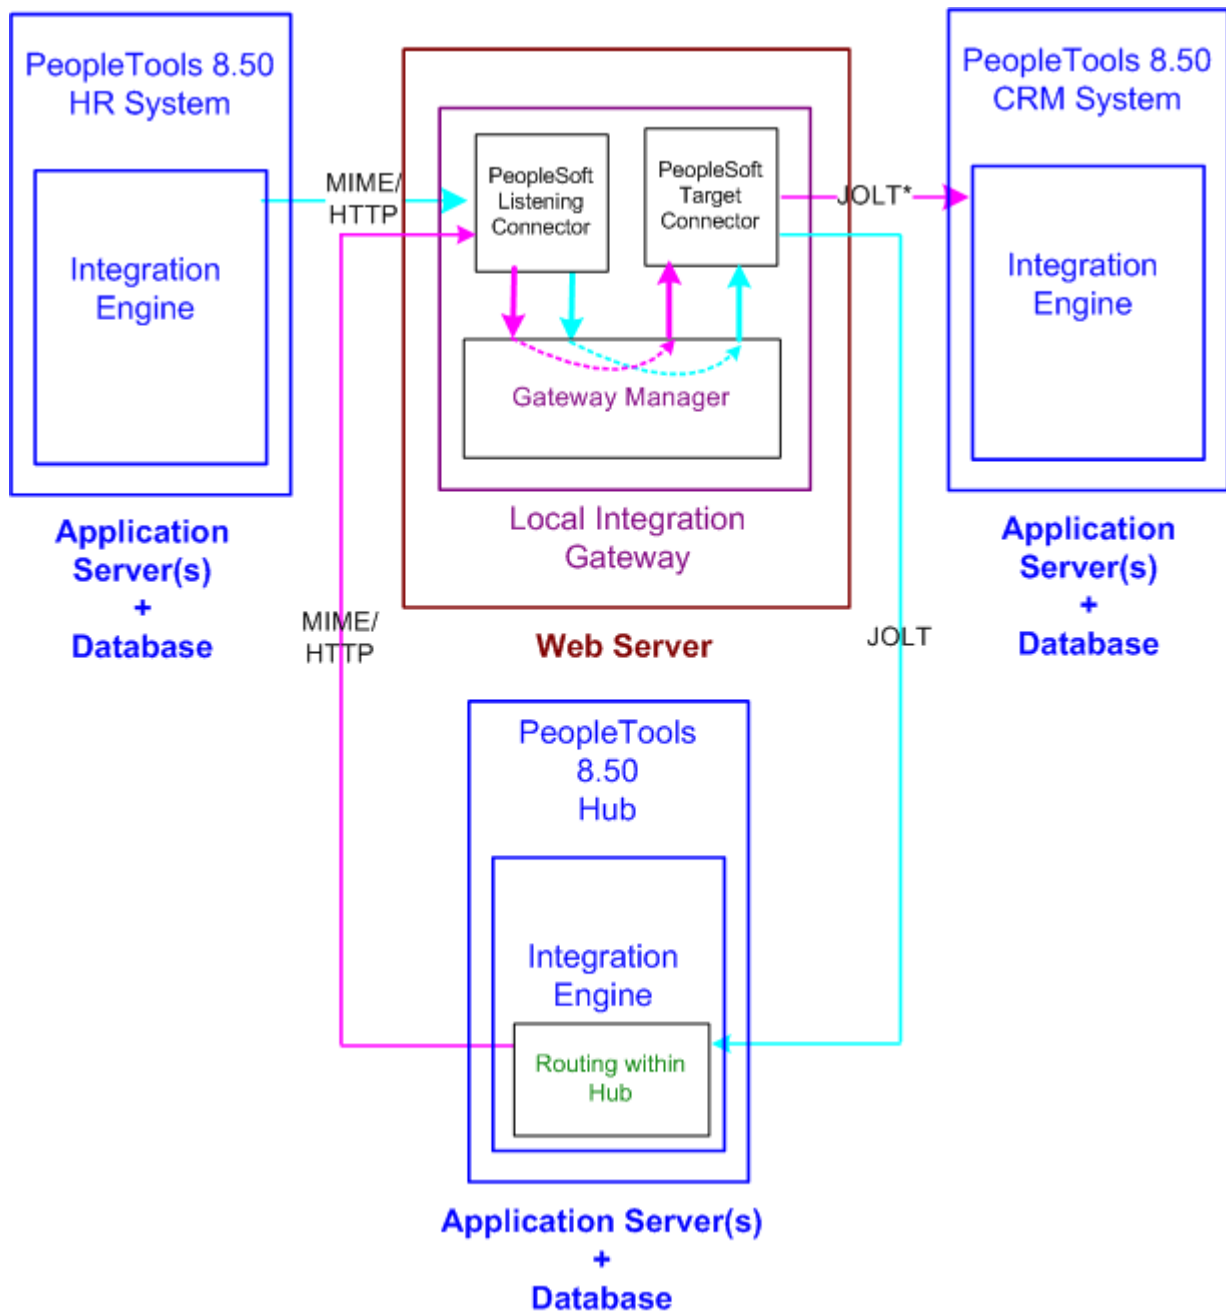 PeopleTools 8.50
HR System
Integration
Engine
Application
Server(s)
+
Database
MIME/
HTTP
PeopleSoft
Listening
Connector
PeopleSoft
Target
Connector
Gateway Manager
Local Integration
Gateway
Web Server
JOLT*
PeopleTools 8.50
CRM System
Integration
Engine
Application
Server(s)
+
Database
MIME/
HTTP
JOLT
PeopleTools
8.50
Hub
Integration
Engine
Routing within
Hub
Application Server(s)
+
Database